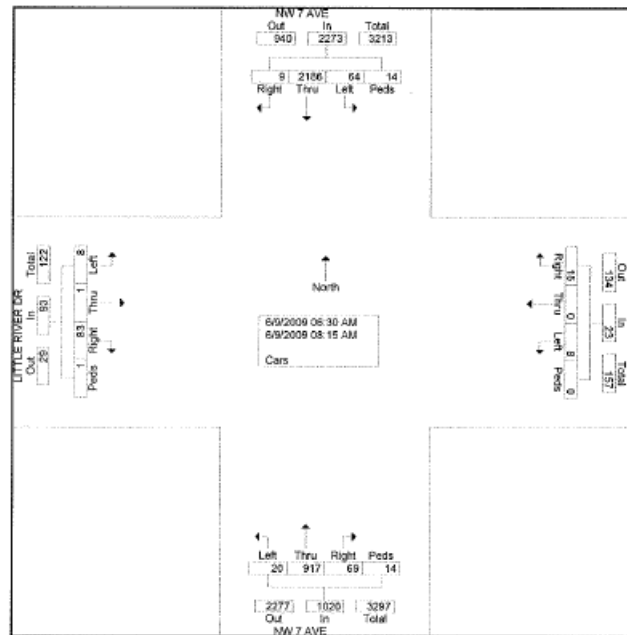 NW 7 AVE
Out In Total
940 2273 3213
9 2186 64 14
Right Thru Left Peds
LITTLE RIVER DR
Out In Total
29 93 122
Peds Right Thru Left
1 83 1 8
North
6/9/2009 06:30 AM
6/9/2009 08:15 AM
Cars
Right Thru Left Peds
15 0 8 0
Out In Total
134 23 157
Left Thru Right Peds
20 917 69 14
2277 1020 3297
Out In Total
NW 7 AVE